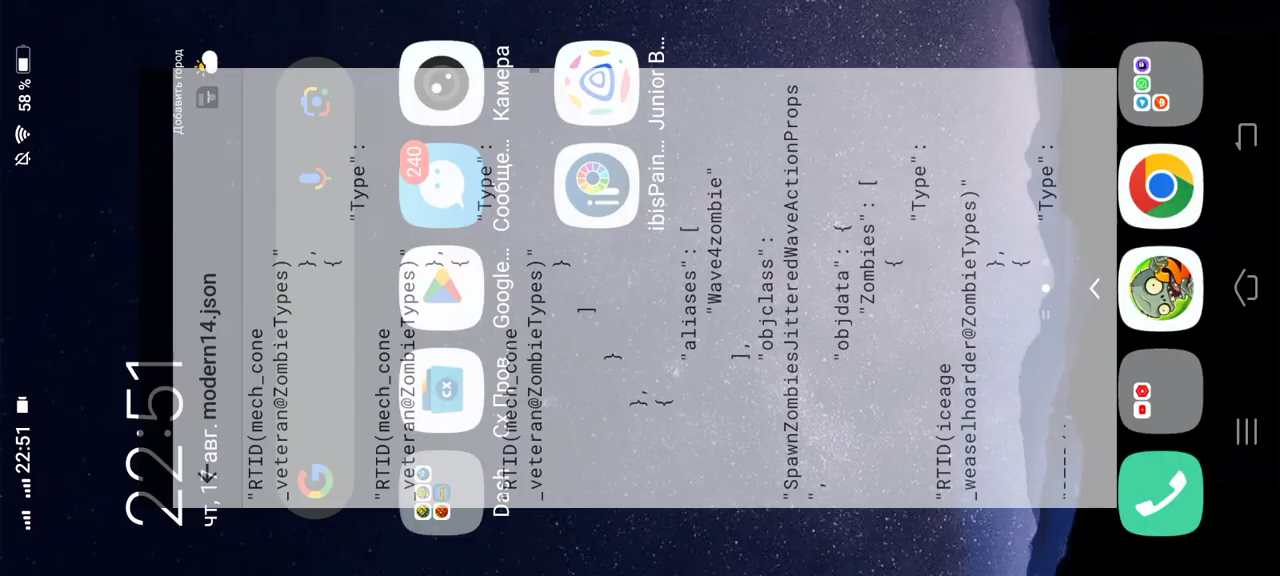 22:51
58 %
22:51
чт, 17 авг.
Добавить город
modern14.json
"RTID(mech_cone
_veteran@ZombieTypes)"
},
{
"Type":
"RTID(mech_cone
_veteran@ZombieTypes)"
},
{
"Type":
"RTID(mech_cone
_veteran@ZombieTypes)"
}
]
}
},
{
"aliases": [
"Wave4zombie"
],
"objclass":
"SpawnZombiesJitteredWaveActionProps
",
"objdata": {
"Zombies": [
{
"Type":
"RTID(iceage
_weaselhoarder@ZombieTypes)"
},
{
"Type":
Dash
Cx Пров...
Google...
Сообще...
240
Камера
ibisPain...
Junior B...